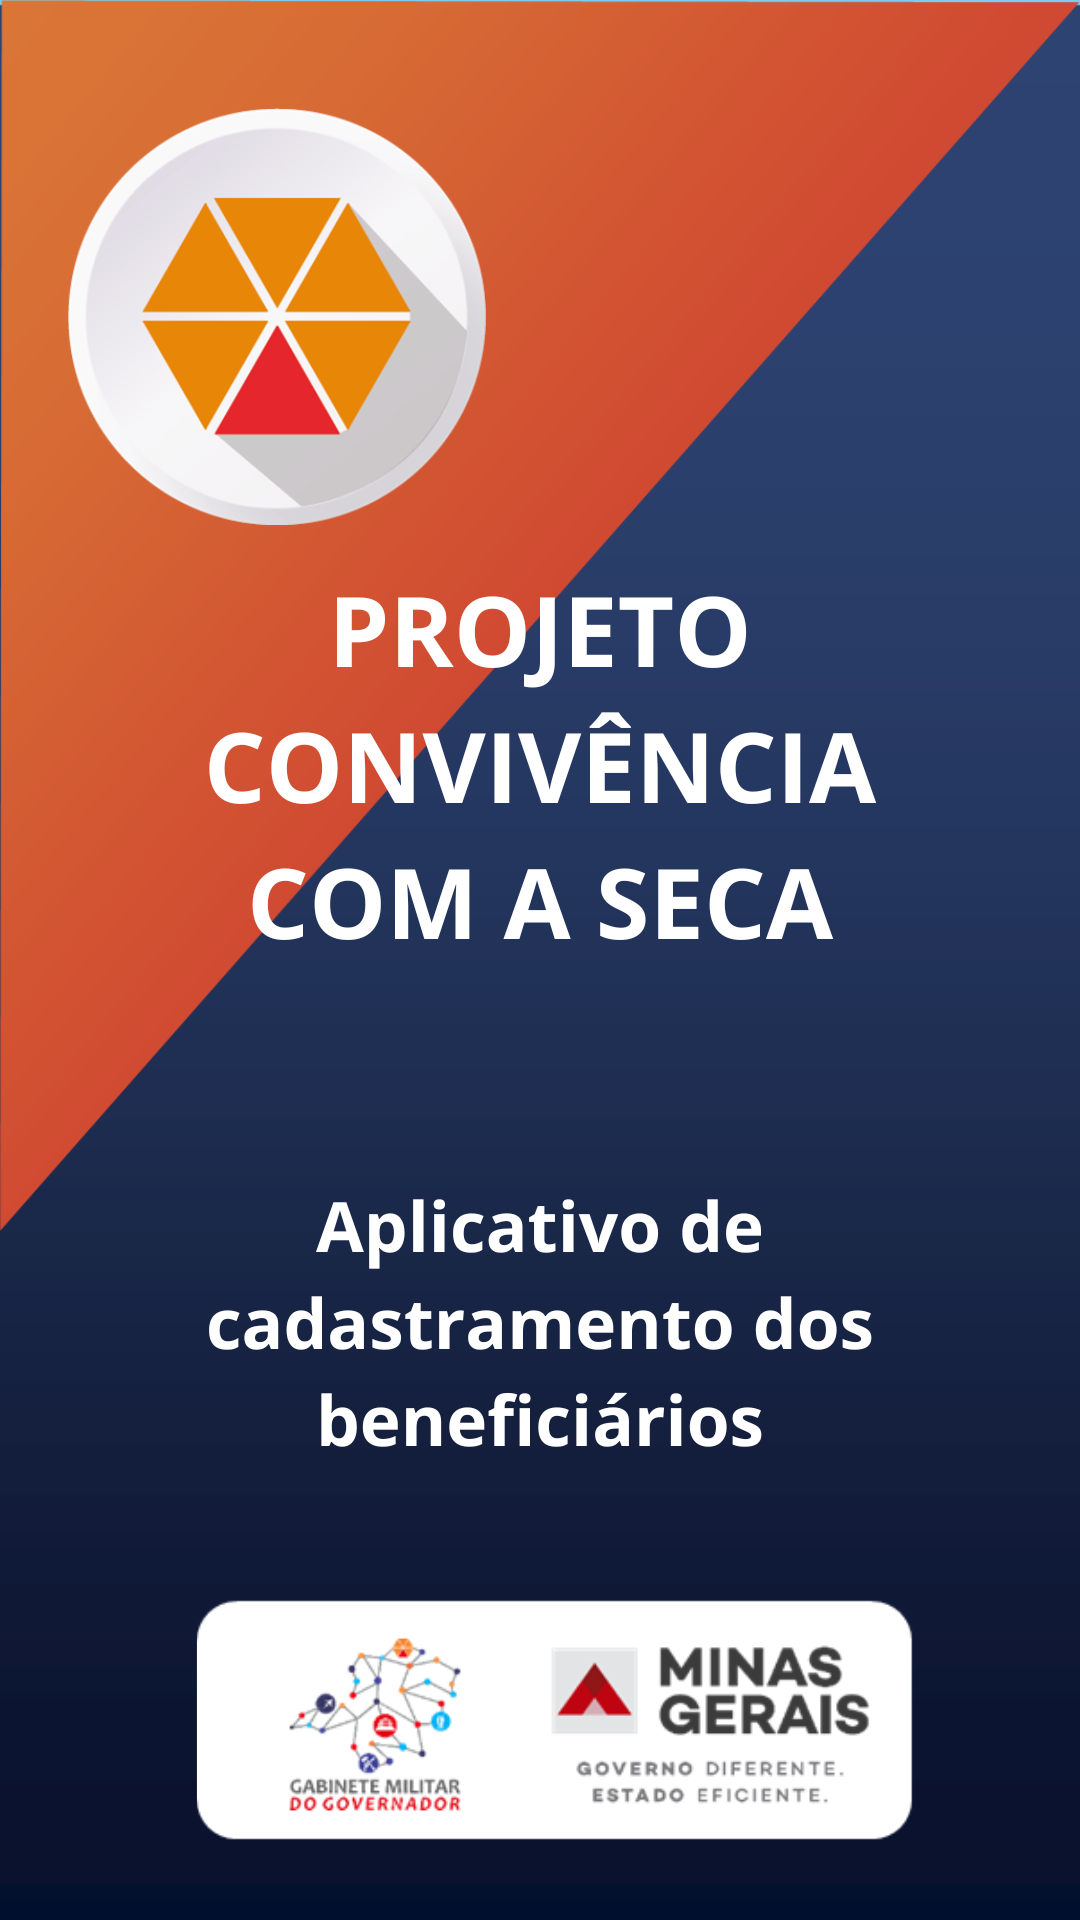 PROJETO
CONVIVÊNCIA
COM A SECA
Aplicativo de
cadastramento dos
beneficiários
GABINETE MILITAR
DO GOVERNADOR
MINAS
GERAIS
GOVERNO DIFERENTE.
ESTADO EFICIENTE.